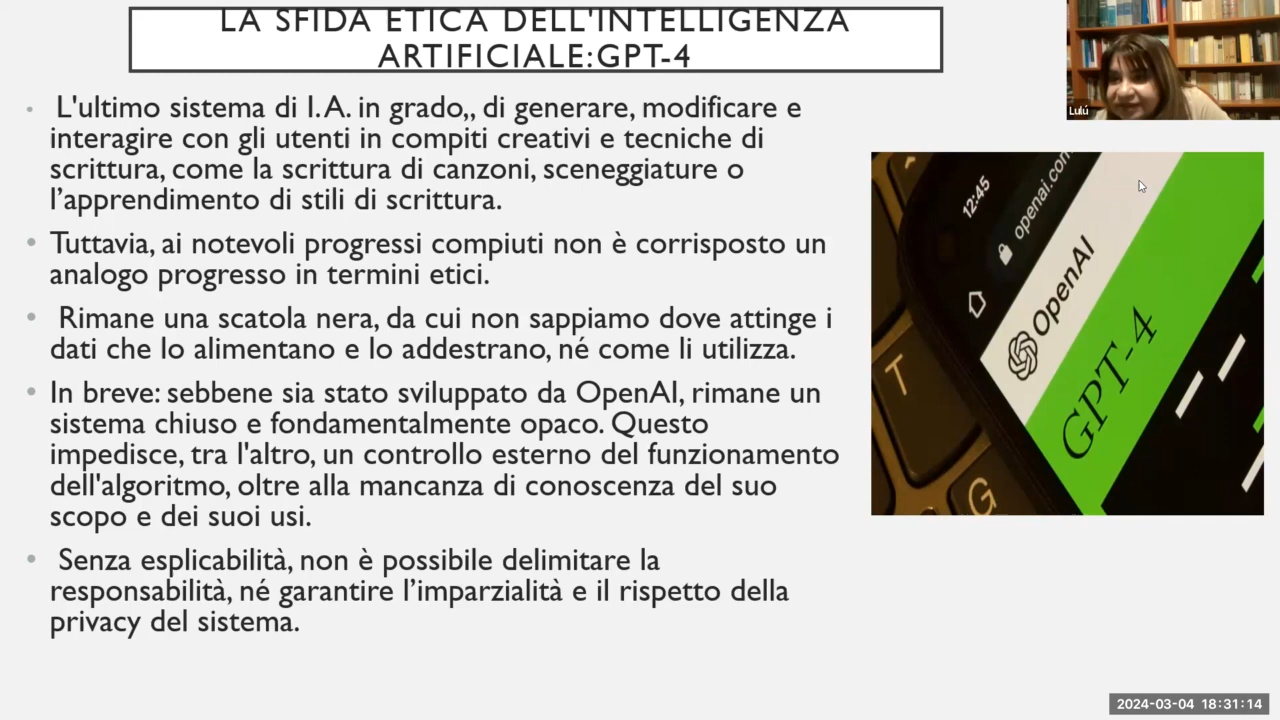 LA SFIDA ETICA DELL'INTELLIGENZA
ARTIFICIALE:GPT-4
L'ultimo sistema di I.A. in grado,, di generare, modificare e
interagire con gli utenti in compiti creativi e tecniche di
scrittura, come la scrittura di canzoni, sceneggiature o
l’apprendimento di stili di scrittura.
Tuttavia, ai notevoli progressi compiuti non è corrisposto un
analogo progresso in termini etici.
Rimane una scatola nera, da cui non sappiamo dove attinge i
dati che lo alimentano e lo addestrano, né come li utilizza.
In breve: sebbene sia stato sviluppato da OpenAI, rimane un
sistema chiuso e fondamentalmente opaco. Questo
impedisce, tra l'altro, un controllo esterno del funzionamento
dell'algoritmo, oltre alla mancanza di conoscenza del suo
scopo e dei suoi usi.
Senza esplicabilità, non è possibile delimitare la
responsabilità, né garantire l’imparzialità e il rispetto della
privacy del sistema.
Lulú
12:45
openai.com
OpenAI
GPT-4
T
G
2024-03-04 18:31:14